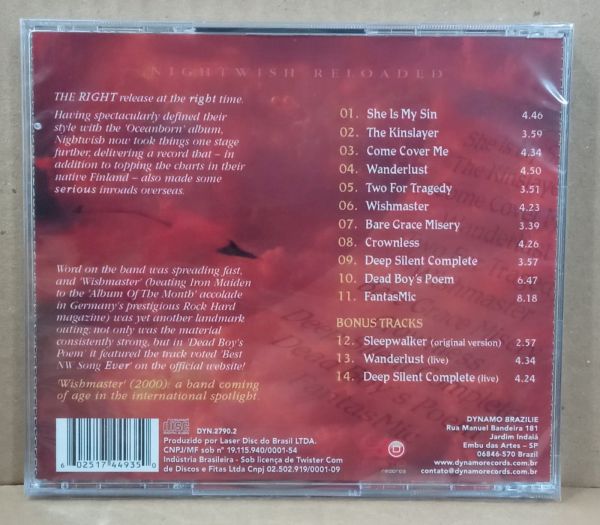 NIGHTWISH RELOADED
THE RIGHT release at the right time.
Having spectacularly defined their
style with the 'Oceanborn' album,
Nightwish now took things one stage
further, delivering a record that – in
addition to topping the charts in their
native Finland – also made some
serious inroads overseas.
Word on the band was spreading fast,
and 'Wishmaster' (beating Iron Maiden
to the 'Album Of The Month' accolade
in Germany's prestigious Rock Hard
magazine) was yet another landmark
outing; not only was the material
consistently strong, but in 'Dead Boy's
Poem' it featured the track voted 'Best
NW Song Ever' on the official website!
'Wishmaster' (2000): a band coming
of age in the international spotlight.
01. She Is My Sin 4.46
02. The Kinslayer 3.59
03. Come Cover Me 4.34
04. Wanderlust 4.50
05. Two For Tragedy 3.51
06. Wishmaster 4.23
07. Bare Grace Misery 3.39
08. Crownless 4.26
09. Deep Silent Complete 3.57
10. Dead Boy's Poem 6.47
11. FantasMic 8.18
BONUS TRACKS
12. Sleepwalker (original version) 2.57
13. Wanderlust (live) 4.34
14. Deep Silent Complete (live) 4.24
6 02517 44935 0
disc
DYN.2790.2
Produzido por Laser Disc do Brasil LTDA.
CNPJ/MF sob nº 19.115.940/0001-54
Indústria Brasileira - Sob licença de Twister Com
de Discos e Fitas Ltda Cnpj 02.502.919/0001-09
DYNAMO BRAZILIE
Rua Manuel Bandeira 181
Jardim Indaiá
Embu das Artes – SP
06846-570 Brazil
www.dynamorecords.com.br
contato@dynamorecords.com.br